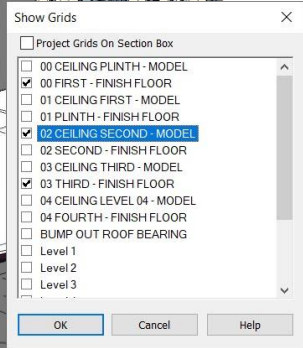 Show Grids
Project Grids On Section Box
00 CEILING PLINTH - MODEL
00 FIRST - FINISH FLOOR
01 CEILING FIRST - MODEL
01 PLINTH - FINISH FLOOR
02 CEILING SECOND - MODEL
02 SECOND - FINISH FLOOR
03 CEILING THIRD - MODEL
03 THIRD - FINISH FLOOR
04 CEILING LEVEL 04 - MODEL
04 FOURTH - FINISH FLOOR
BUMP OUT ROOF BEARING
Level 1
Level 2
Level 3
OK Cancel Help